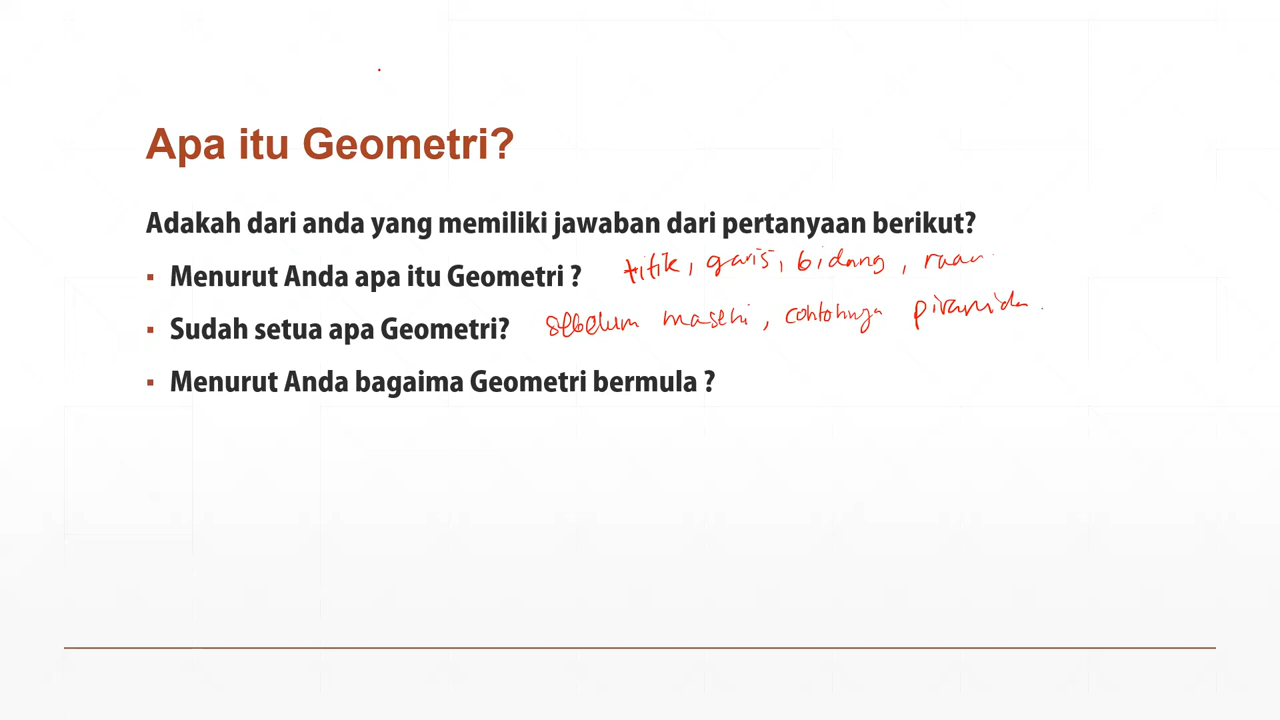 Apa itu Geometri?
Adakah dari anda yang memiliki jawaban dari pertanyaan berikut?
▪ Menurut Anda apa itu Geometri ? titik, garis, bidang,
▪ Sudah setua apa Geometri? sebelum masehi, contohnya piramida.
▪ Menurut Anda bagaima Geometri bermula ?